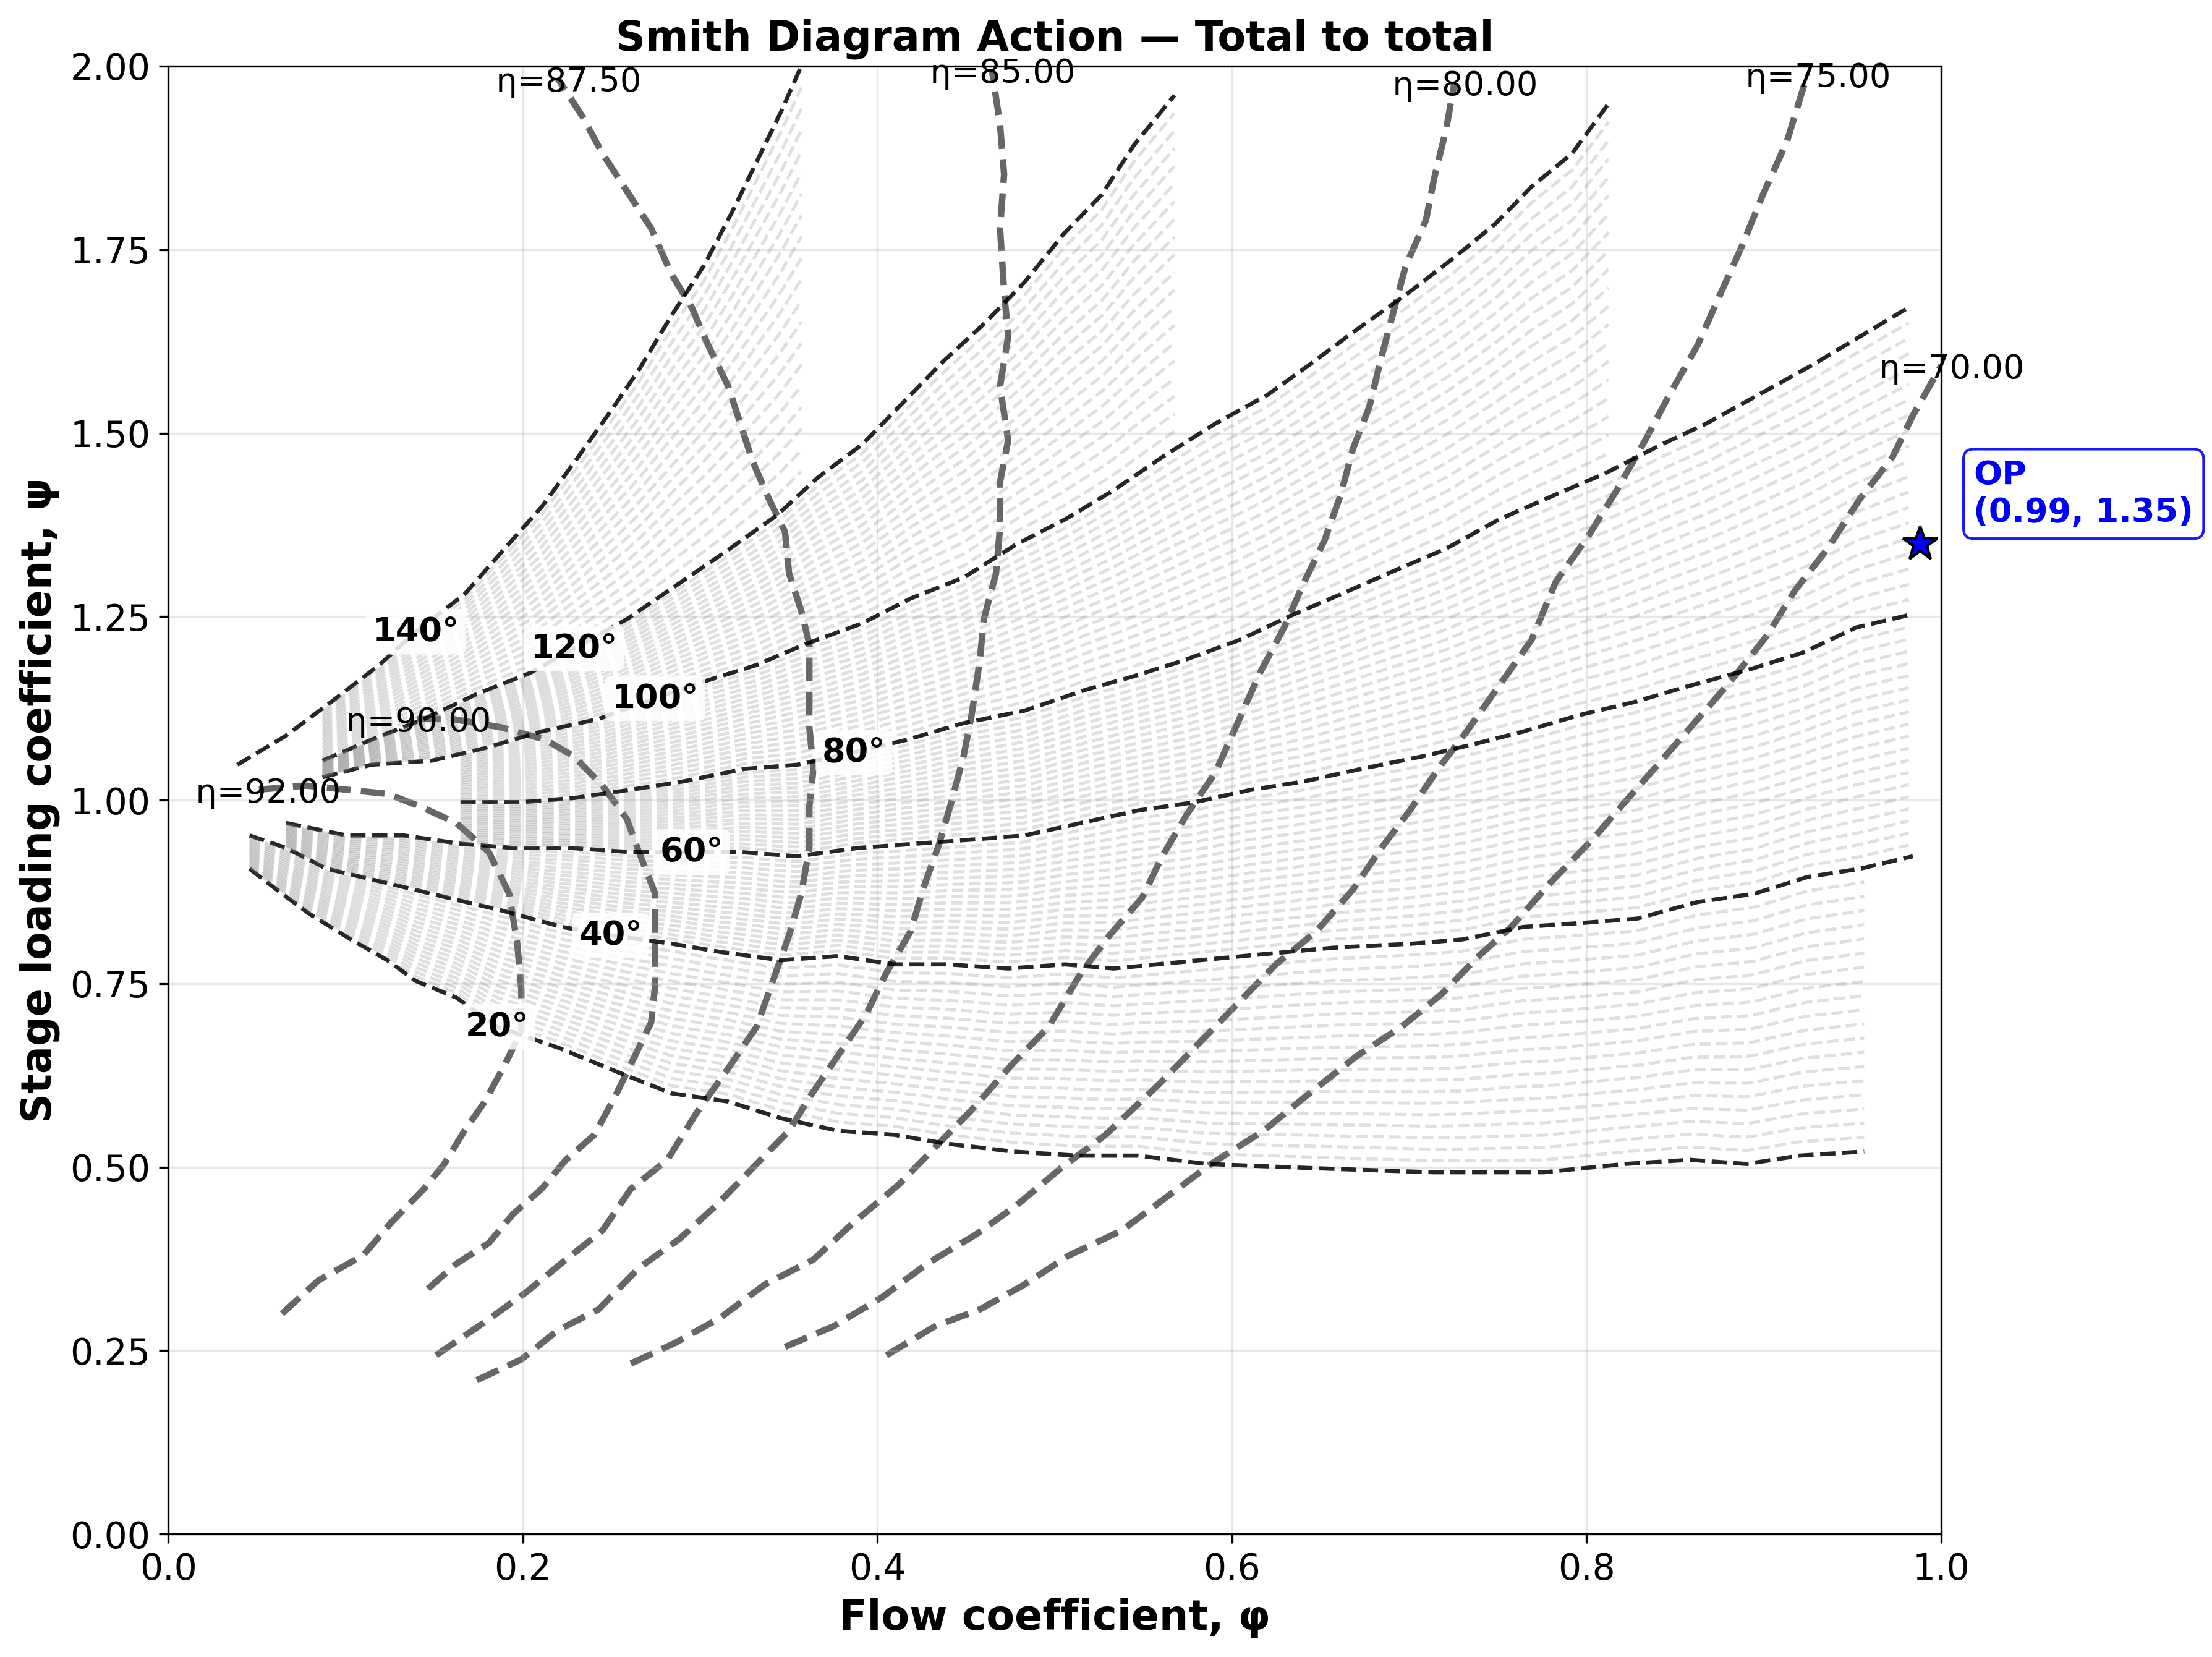 Smith Diagram Action — Total to total
2.00
1.75
1.50
1.25
1.00
0.75
0.50
0.25
0.00
Stage loading coefficient, ψ
η=87.50
η=85.00
η=80.00
η=75.00
η=70.00
OP
(0.99, 1.35)
140°
120°
100°
η=90.00
80°
η=92.00
60°
40°
20°
0.0
0.2
0.4
0.6
0.8
1.0
Flow coefficient, φ